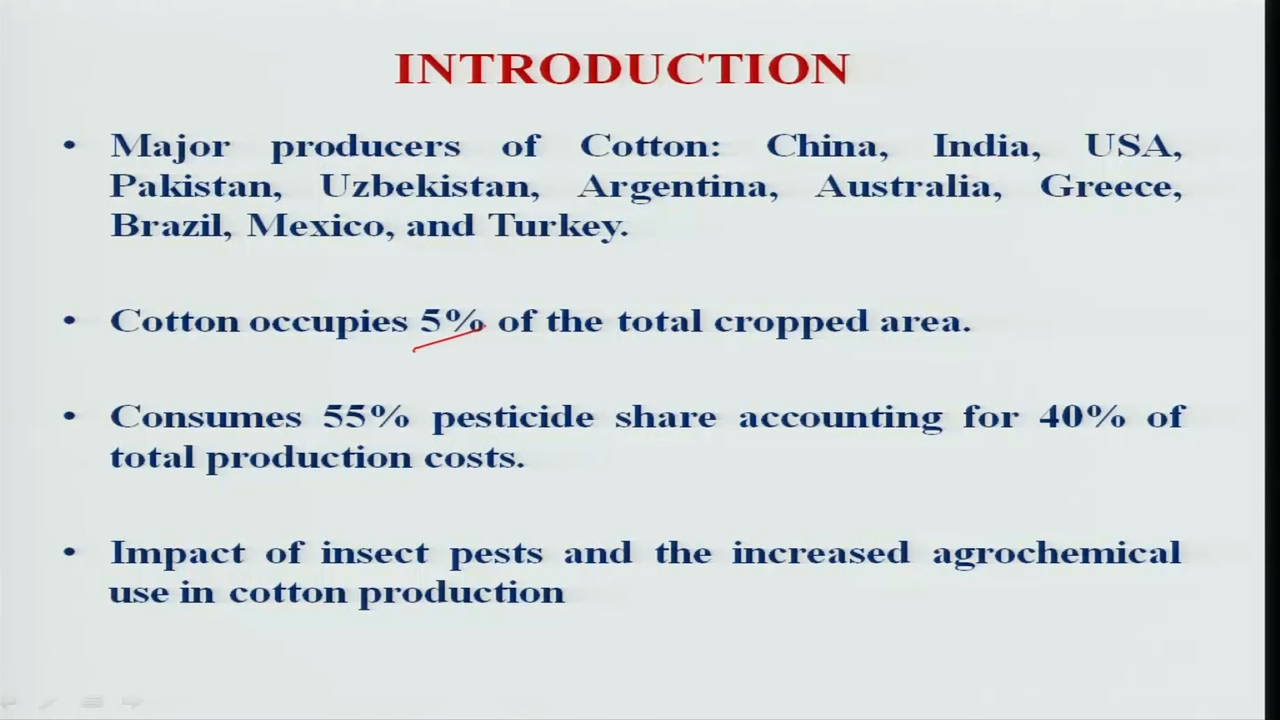 INTRODUCTION
• Major producers of Cotton: China, India, USA,
Pakistan, Uzbekistan, Argentina, Australia, Greece,
Brazil, Mexico, and Turkey.
• Cotton occupies 5% of the total cropped area.
• Consumes 55% pesticide share accounting for 40% of
total production costs.
• Impact of insect pests and the increased agrochemical
use in cotton production